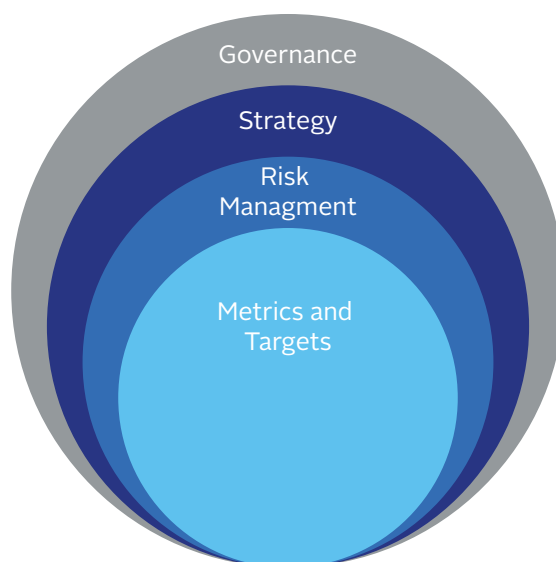 Governance
Strategy
Risk
Managment
Metrics and
Targets